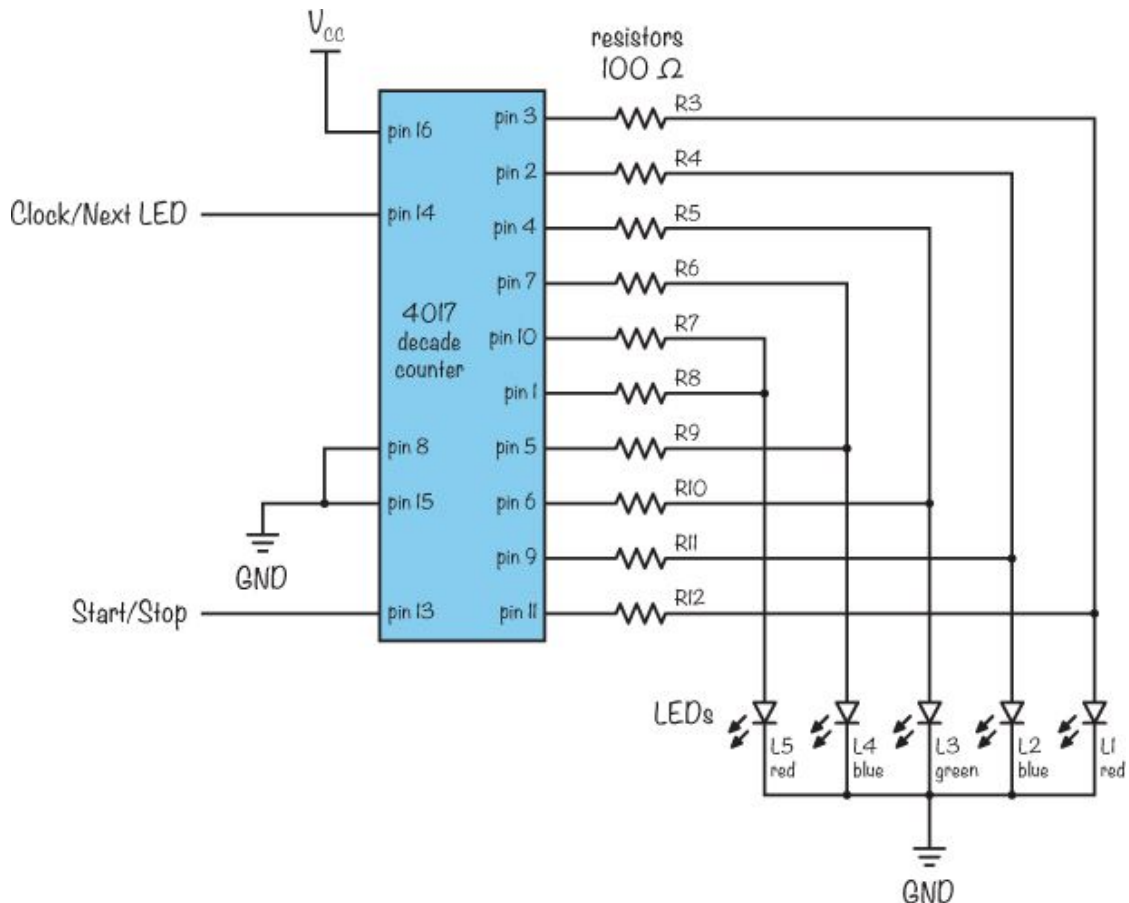 Vcc
resistors
100 Ω
pin 16
pin 3
R3
pin 2
R4
Clock/Next LED
pin 14
pin 4
R5
pin 7
R6
4017
decade
counter
pin 10
R7
pin 1
R8
pin 8
pin 5
R9
pin 15
pin 6
R10
GND
pin 9
R11
Start/Stop
pin 13
pin 11
R12
LEDs
L5
red
L4
blue
L3
green
L2
blue
L1
red
GND